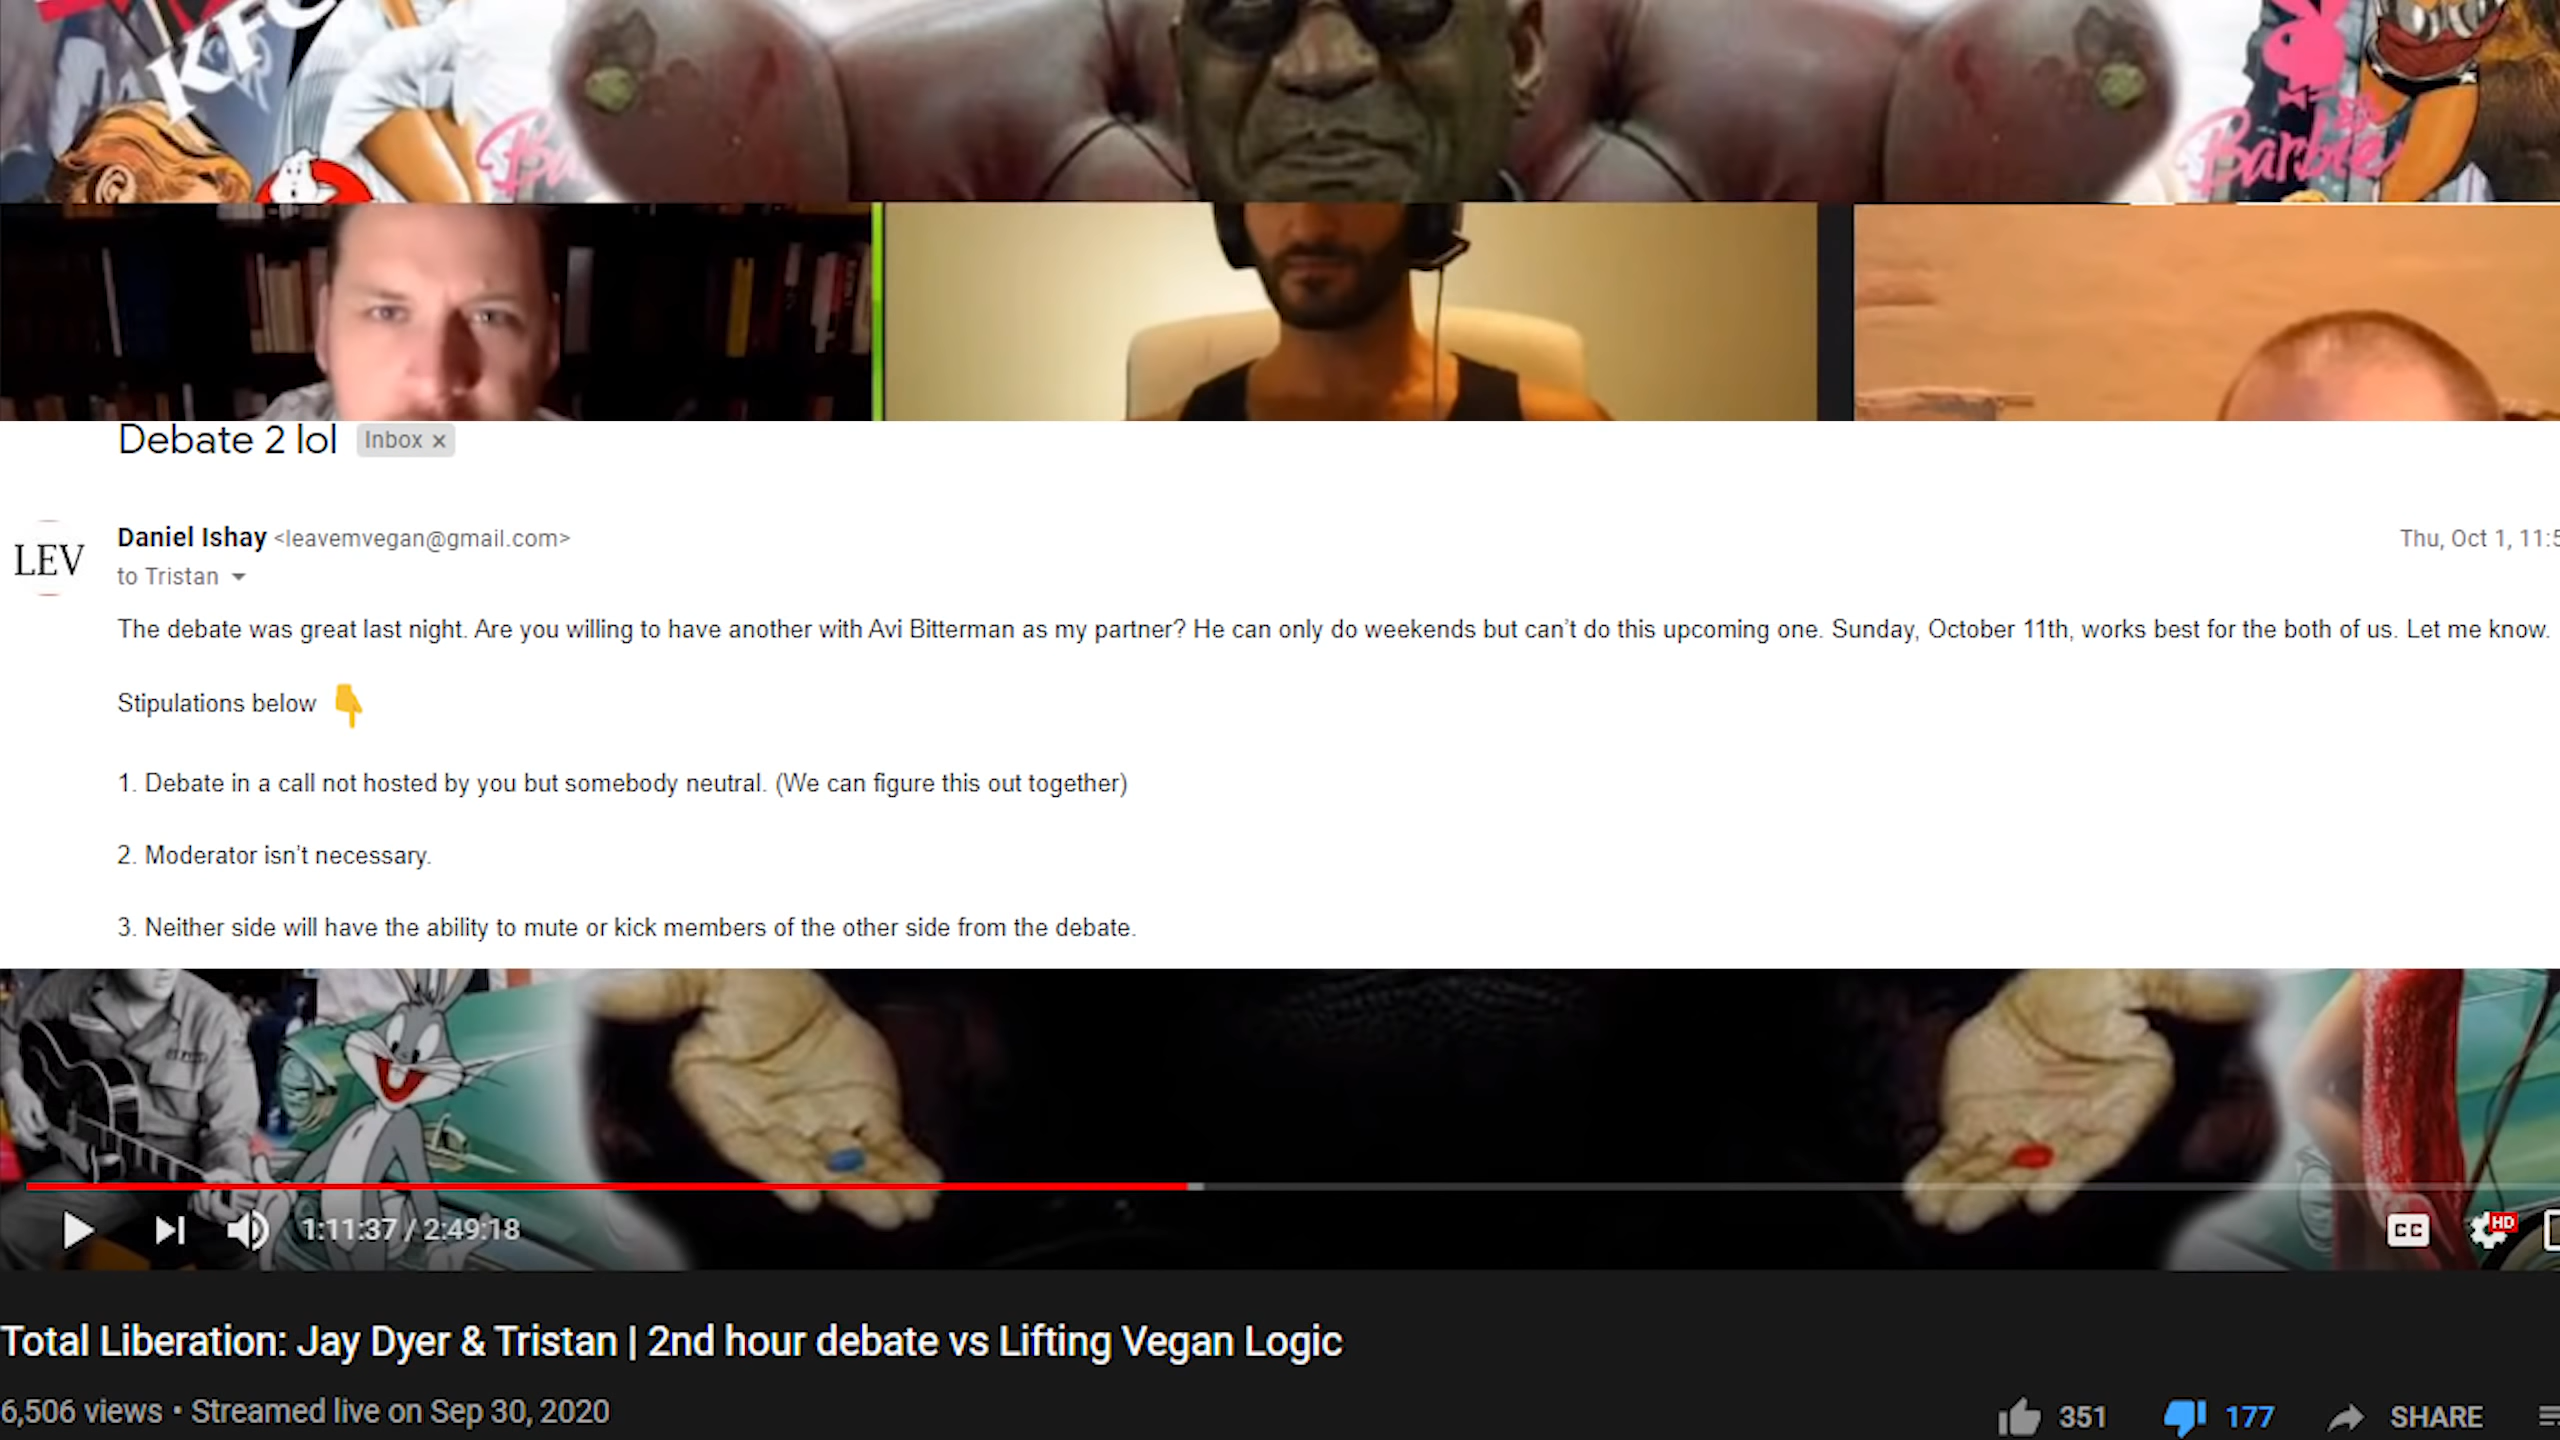 KFC
Ba
Barbie
Debate 2 lol Inbox ×
LEV
Daniel Ishay <leavemvegan@gmail.com>
Thu, Oct 1, 11:5
to Tristan
The debate was great last night. Are you willing to have another with Avi Bitterman as my partner? He can only do weekends but can't do this upcoming one. Sunday, October 11th, works best for the both of us. Let me know.
Stipulations below 👇
1. Debate in a call not hosted by you but somebody neutral. (We can figure this out together)
2. Moderator isn't necessary.
3. Neither side will have the ability to mute or kick members of the other side from the debate.
1:11:37 / 2:49:18
CC
HD
Total Liberation: Jay Dyer & Tristan | 2nd hour debate vs Lifting Vegan Logic
6,506 views • Streamed live on Sep 30, 2020
351
177
SHARE